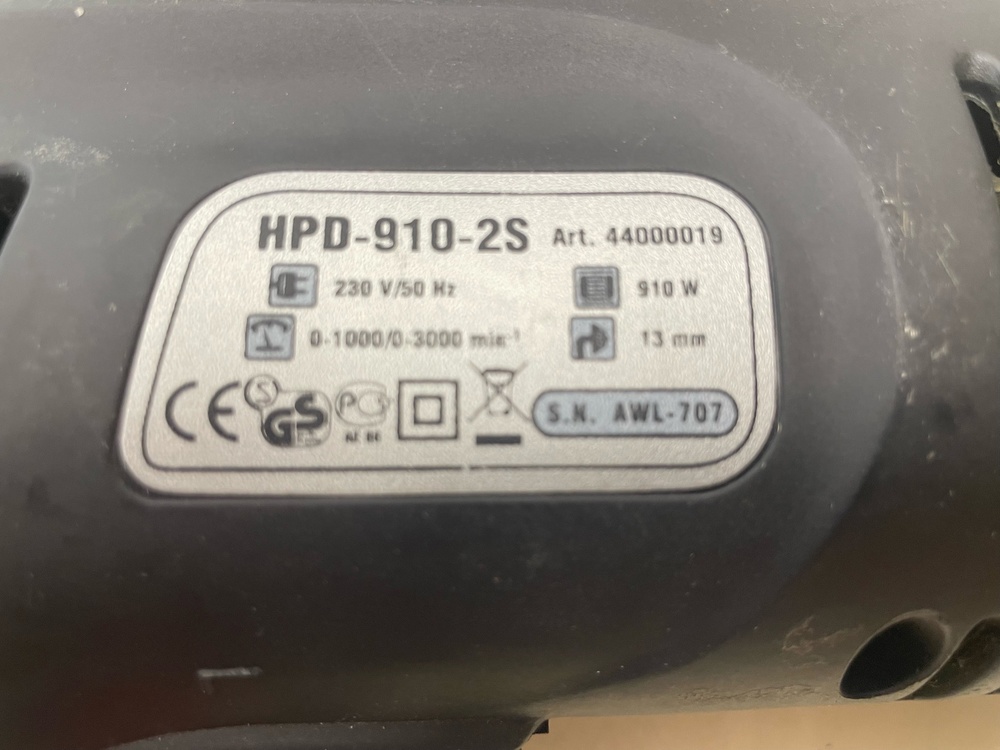 HPD-910-2S Art. 44000019
230 V/50 Hz 910 W
0-1000/0-3000 min⁻¹ 13 mm
CE S GS PC
S.N. AWL-707